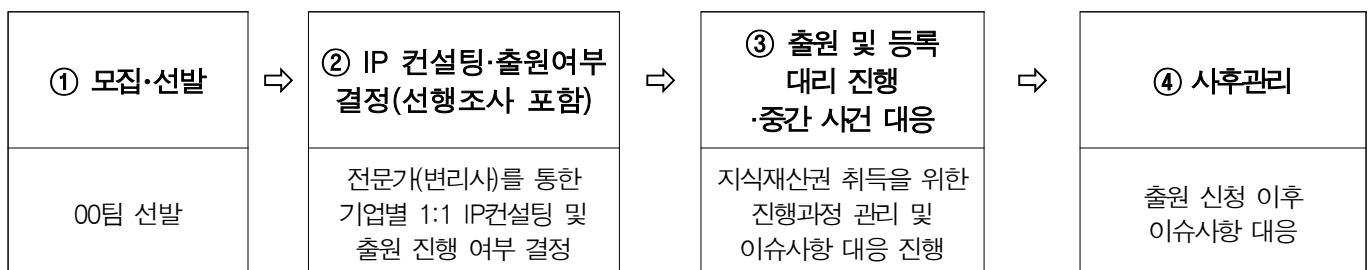 ① 모집·선발
⇨
② IP 컨설팅·출원여부
결정(선행조사 포함)
⇨
③ 출원 및 등록
대리 진행
·중간 사건 대응
⇨
④ 사후관리
00팀 선발
전문가(변리사)를 통한
기업별 1:1 IP컨설팅 및
출원 진행 여부 결정
지식재산권 취득을 위한
진행과정 관리 및
이슈사항 대응 진행
출원 신청 이후
이슈사항 대응